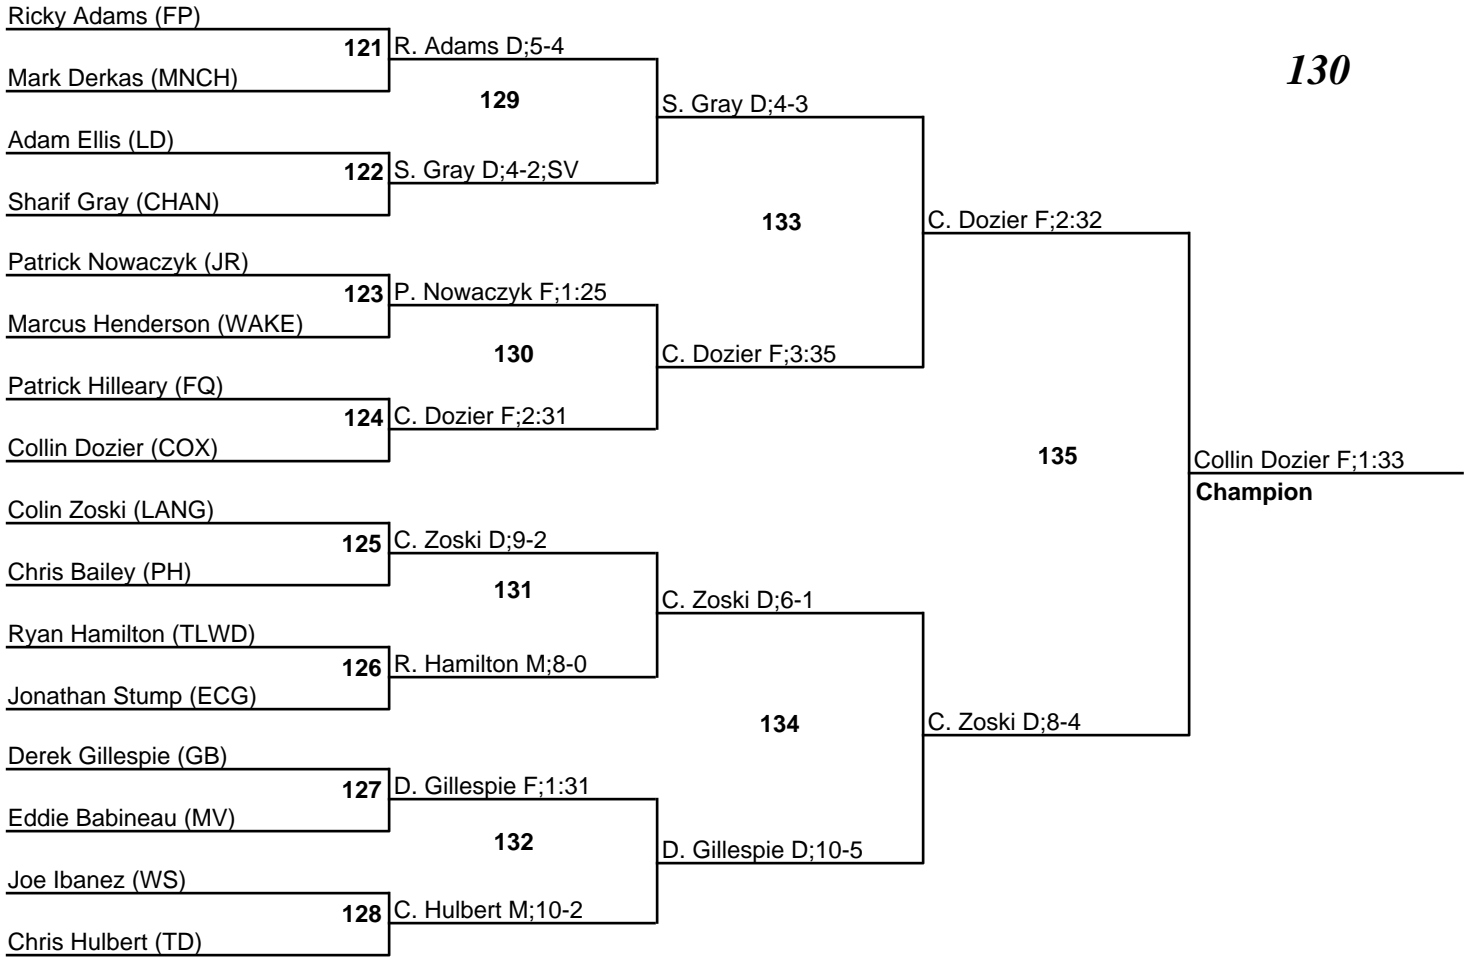 Ricky Adams (FP)
121 R. Adams D;5-4
130
Mark Derkas (MNCH)
129
S. Gray D;4-3
Adam Ellis (LD)
122 S. Gray D;4-2;SV
Sharif Gray (CHAN)
133
C. Dozier F;2:32
Patrick Nowaczyk (JR)
123 P. Nowaczyk F;1:25
Marcus Henderson (WAKE)
130
C. Dozier F;3:35
Patrick Hilleary (FQ)
124 C. Dozier F;2:31
Collin Dozier (COX)
135
Collin Dozier F;1:33
Champion
Colin Zoski (LANG)
125 C. Zoski D;9-2
Chris Bailey (PH)
131
C. Zoski D;6-1
Ryan Hamilton (TLWD)
126 R. Hamilton M;8-0
Jonathan Stump (ECG)
134
C. Zoski D;8-4
Derek Gillespie (GB)
127 D. Gillespie F;1:31
Eddie Babineau (MV)
132
D. Gillespie D;10-5
Joe Ibanez (WS)
128 C. Hulbert M;10-2
Chris Hulbert (TD)